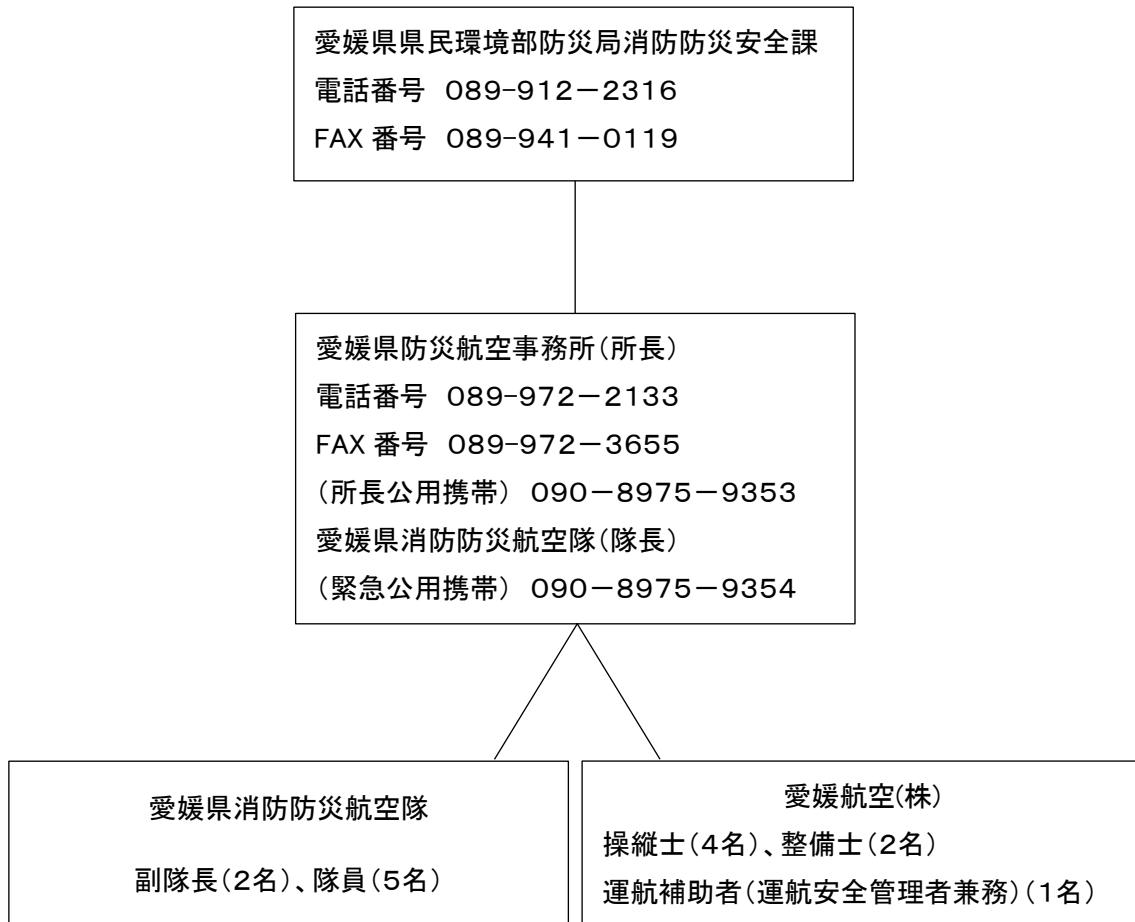 愛媛県県民環境部防災局消防防災安全課
電話番号 089-912－2316
FAX 番号 089-941－0119
愛媛県防災航空事務所(所長)
電話番号 089-972－2133
FAX 番号 089-972－3655
(所長公用携帯) 090－8975－9353
愛媛県消防防災航空隊(隊長)
(緊急公用携帯) 090－8975－9354
愛媛県消防防災航空隊
副隊長(2名)、隊員(5名)
愛媛航空(株)
操縦士(4名)、整備士(2名)
運航補助者(運航安全管理者兼務)(1名)